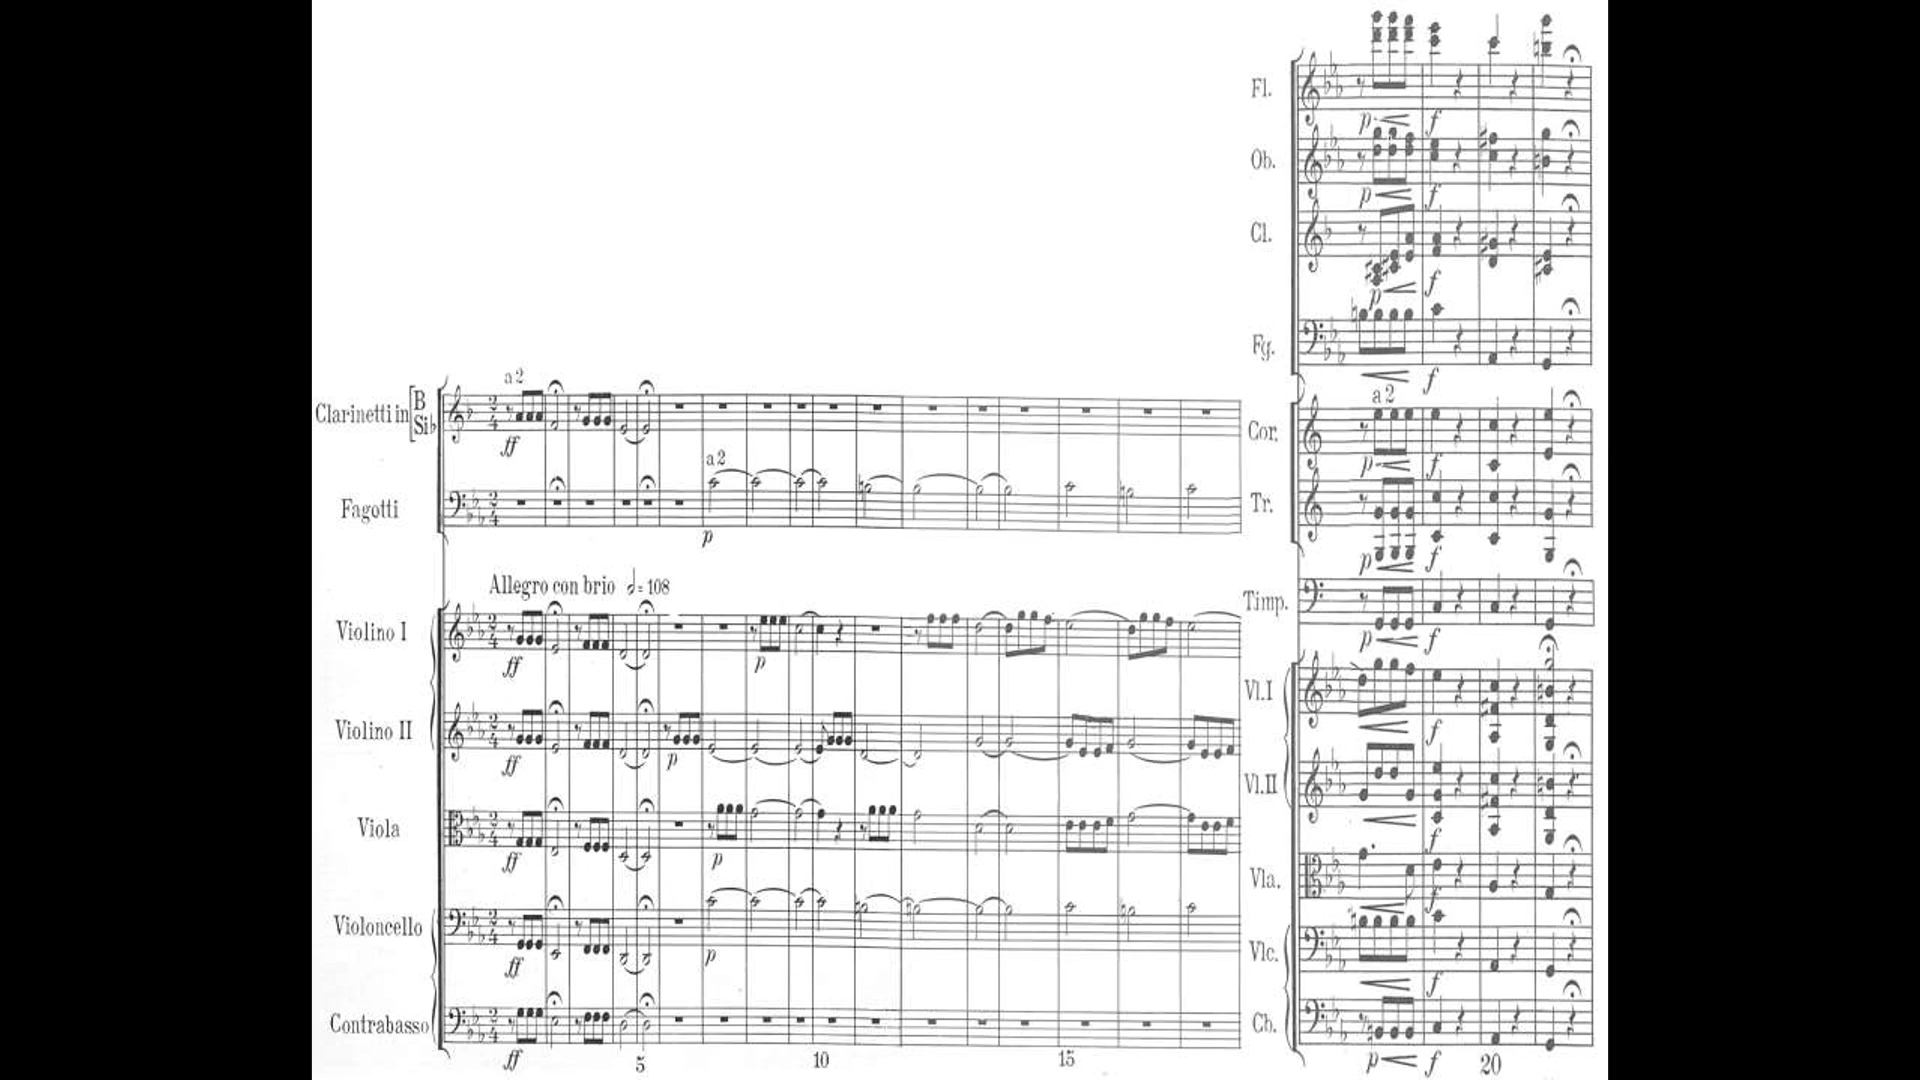 Fl.
p
f
Ob.
p
f
Cl.
p
f
Fg.
f
a 2
Cor.
p
f
Tr.
p
f
Timp.
p
f
Vl.I
f
Vl.II
f
Vla.
f
Vlc.
f
Cb.
p
f
20
a 2
Clarinetti in B
Si♭
ff
a 2
Fagotti
p
Allegro con brio 𝅗𝅥=108
Violino I
ff
p
Violino II
ff
p
Viola
ff
p
Violoncello
ff
p
Contrabasso
ff
5
10
15